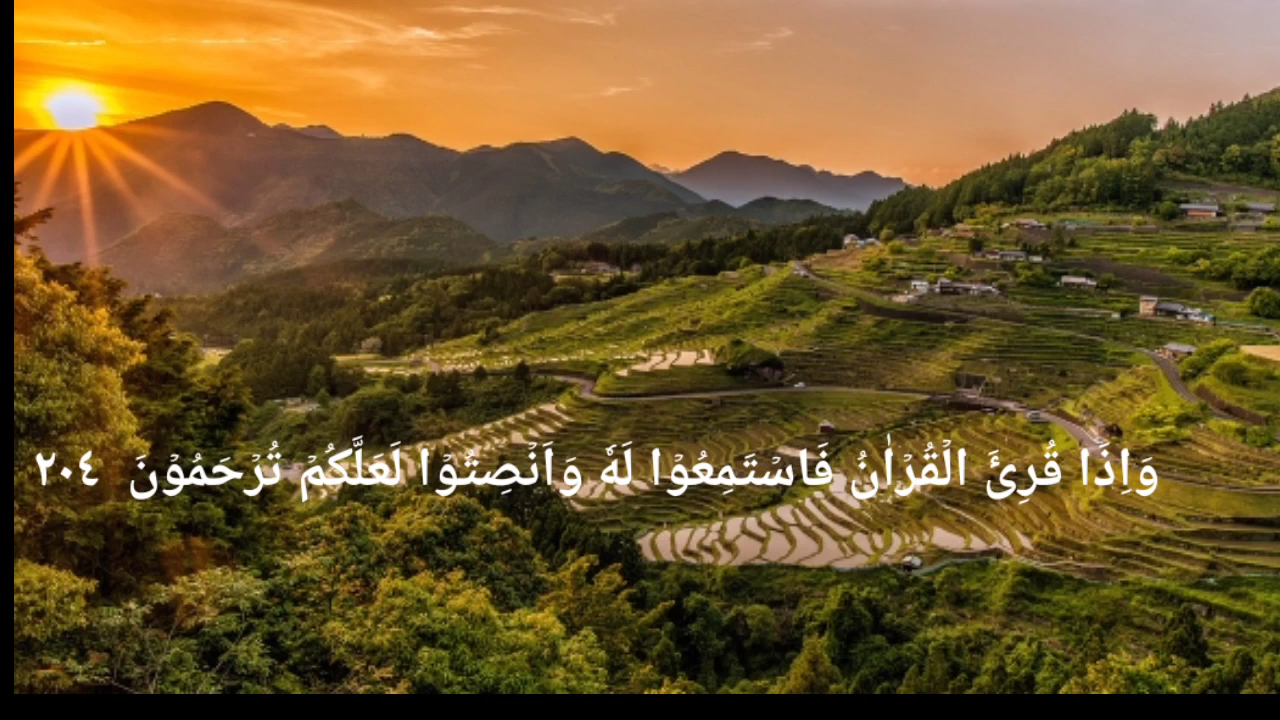 وَاِذَا قُرِئَ الْقُرْاٰنُ فَاسْتَمِعُوْا لَهٗ وَاَنْصِتُوْا لَعَلَّكُمْ تُرْحَمُوْنَ ٢٠٤